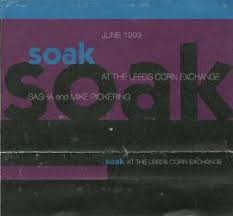 JUNE 1993
soak
soak
AT THE LEEDS CORN EXCHANGE
SASHA and MIKE PICKERING
soak AT THE LEEDS CORN EXCHANGE